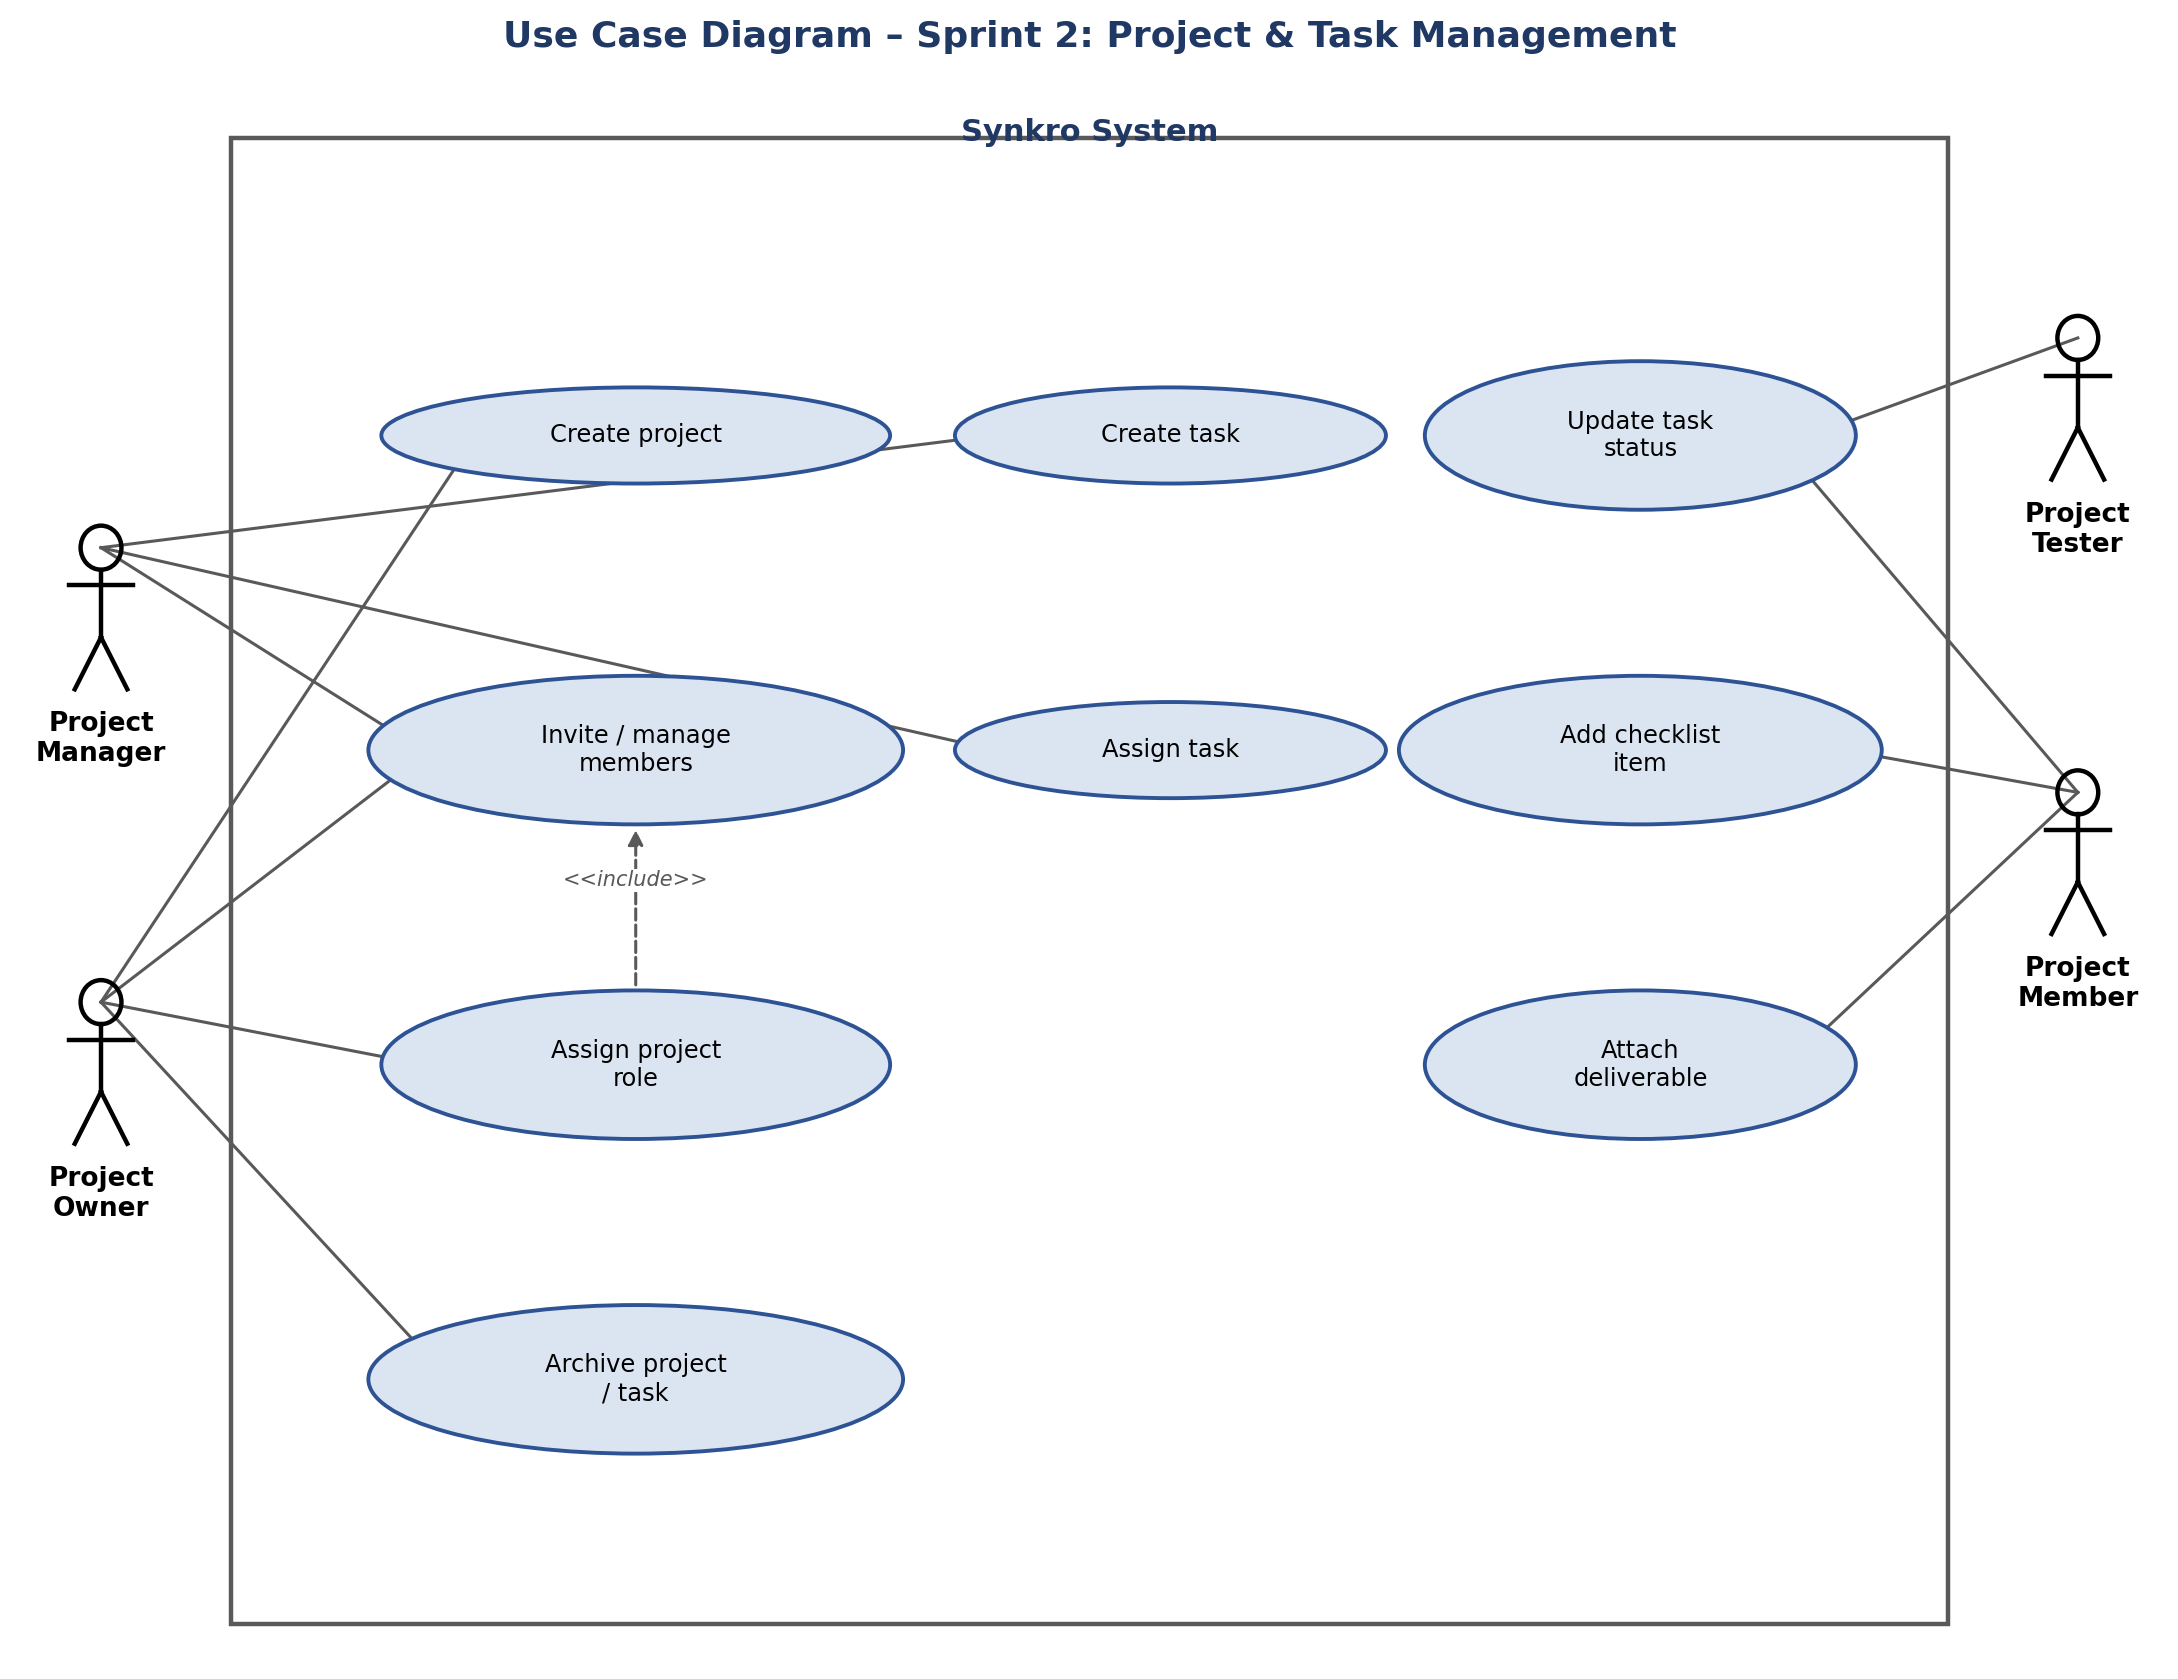 Use Case Diagram – Sprint 2: Project & Task Management
Synkro System
Create project
Create task
Update task
status
Project
Tester
Project
Manager
Invite / manage
members
Assign task
Add checklist
item
<<include>>
Project
Member
Assign project
role
Attach
deliverable
Project
Owner
Archive project
/ task